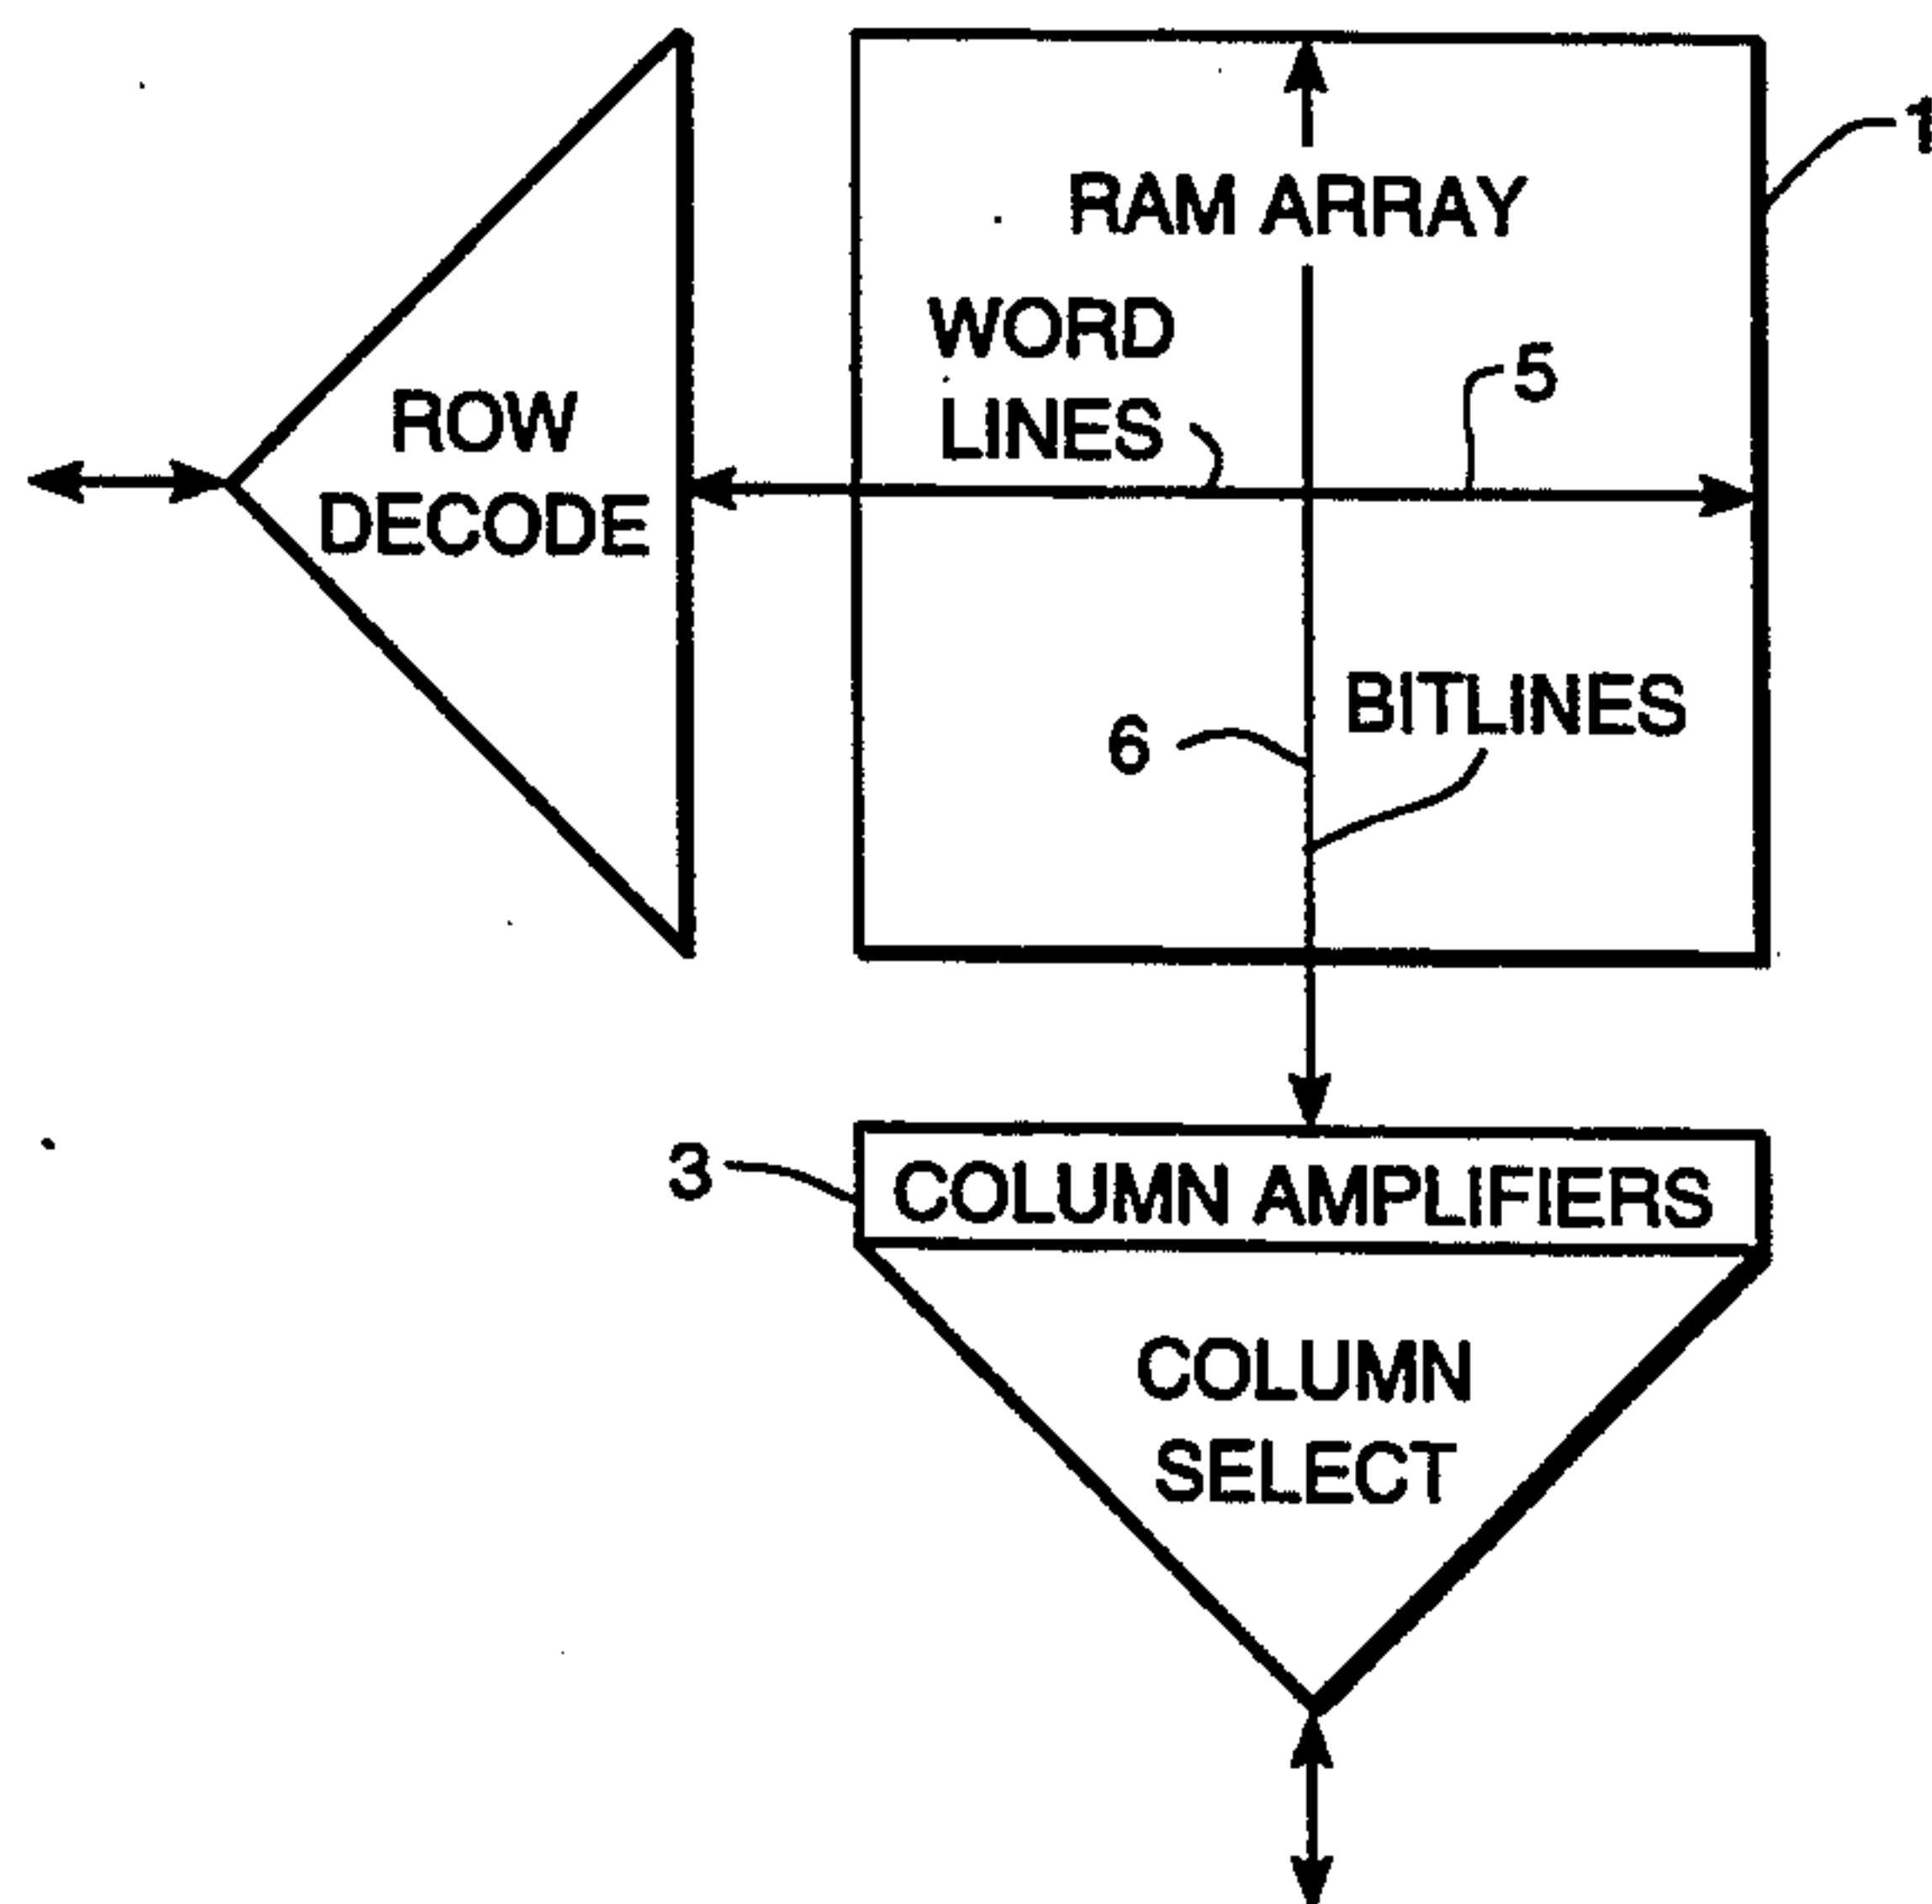 1
RAM ARRAY
WORD
LINES
5
ROW
DECODE
6
BITLINES
3
COLUMN AMPLIFIERS
COLUMN
SELECT